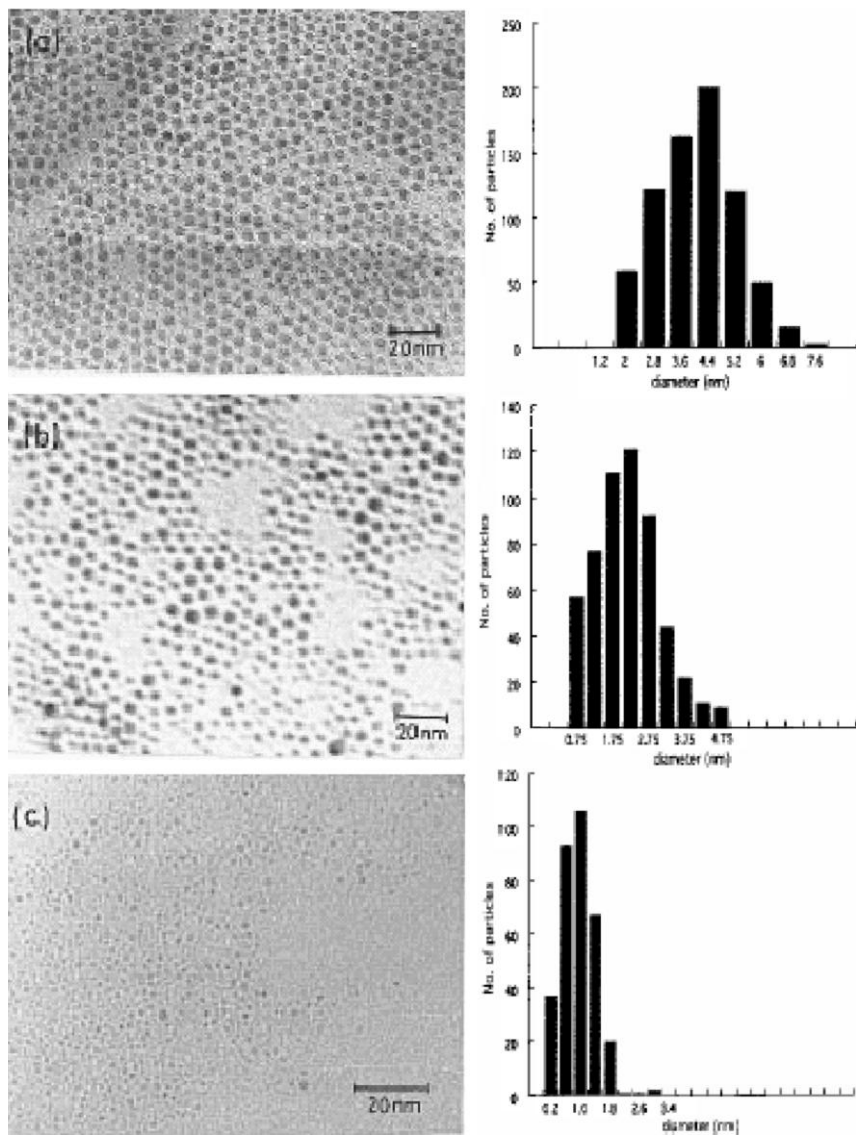 (a)
20nm
No. of particles
250
200
150
100
50
0
1.2 2 2.8 3.6 4.4 5.2 6 6.8 7.6
diameter (nm)
(b)
20nm
No. of particles
140
120
100
80
60
40
20
0
0.75 1.75 2.75 3.75 4.75
diameter (nm)
(c)
20nm
No. of particles
120
100
80
60
40
20
0
0.2 1.0 1.8 2.6 3.4
diameter (nm)